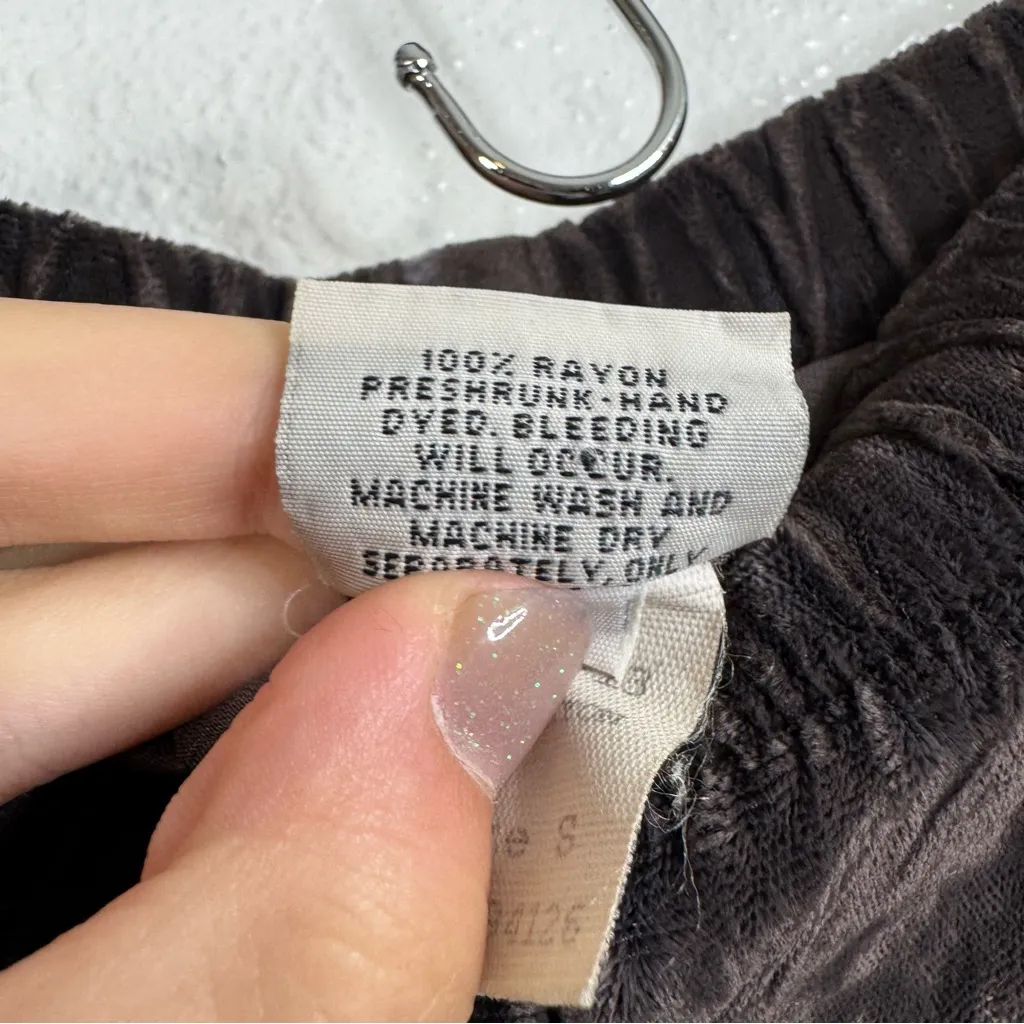 100% RAYON
PRESHRUNK-HAND
DYED. BLEEDING
WILL OCCUR.
MACHINE WASH AND
MACHINE DRY
SEPARATELY, ONLY
S